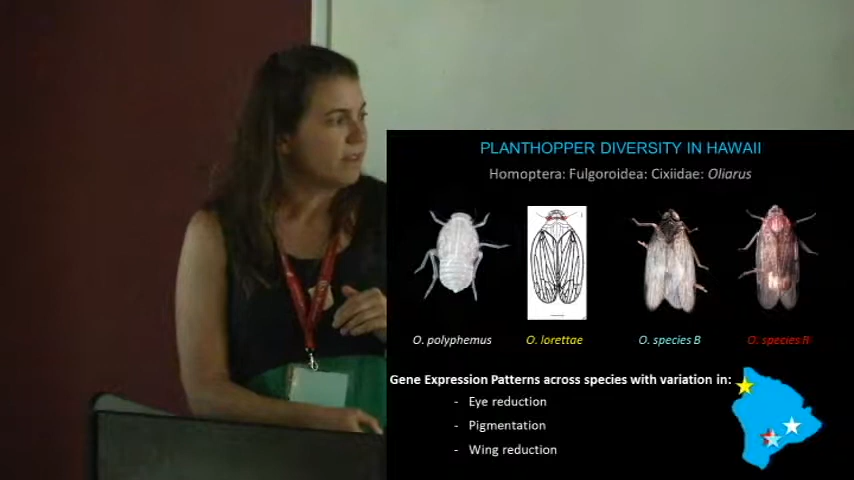 PLANTHOPPER DIVERSITY IN HAWAII
Homoptera: Fulgoroidea: Cixiidae: Oliarus
O. polyphemus O. lorettae O. species B O. species R
Gene Expression Patterns across species with variation in:
- Eye reduction
- Pigmentation
- Wing reduction